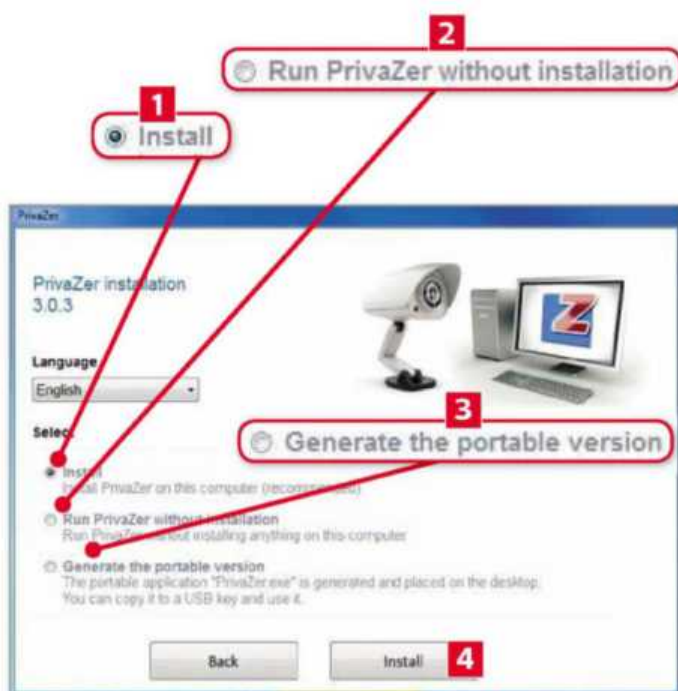 2
Run PrivaZer without installation
1
Install
PrivaZer
PrivaZer installation
3.0.3
Language
English
3
Generate the portable version
Select
Install
Install PrivaZer on this computer (recommended)
Run PrivaZer without installation
Run PrivaZer without installing anything on this computer
Generate the portable version
The portable application "PrivaZer.exe" is generated and placed on the desktop.
You can copy it to a USB key and use it.
Back
Install
4
Z